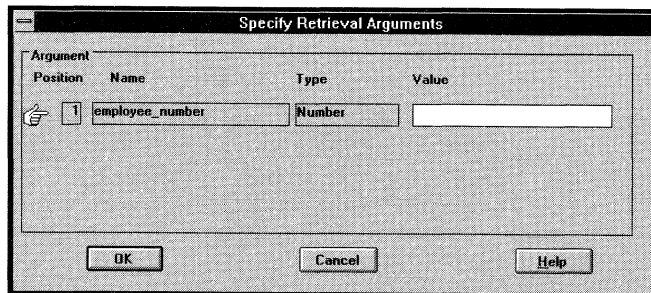 Specify Retrieval Arguments
Argument
Position Name Type Value
1 employee_number Number
OK Cancel Help